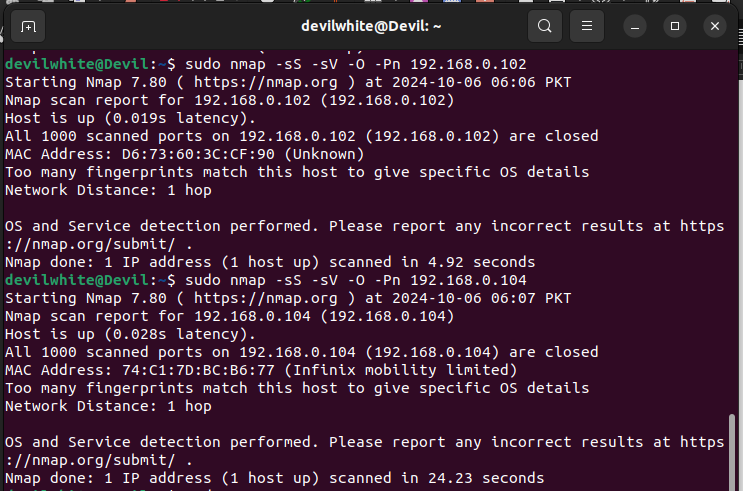 devilwhite@Devil: ~
devilwhite@Devil:~$ sudo nmap -sS -sV -O -Pn 192.168.0.102
Starting Nmap 7.80 ( https://nmap.org ) at 2024-10-06 06:06 PKT
Nmap scan report for 192.168.0.102 (192.168.0.102)
Host is up (0.019s latency).
All 1000 scanned ports on 192.168.0.102 (192.168.0.102) are closed
MAC Address: D6:73:60:3C:CF:90 (Unknown)
Too many fingerprints match this host to give specific OS details
Network Distance: 1 hop
OS and Service detection performed. Please report any incorrect results at https
://nmap.org/submit/ .
Nmap done: 1 IP address (1 host up) scanned in 4.92 seconds
devilwhite@Devil:~$ sudo nmap -sS -sV -O -Pn 192.168.0.104
Starting Nmap 7.80 ( https://nmap.org ) at 2024-10-06 06:07 PKT
Nmap scan report for 192.168.0.104 (192.168.0.104)
Host is up (0.028s latency).
All 1000 scanned ports on 192.168.0.104 (192.168.0.104) are closed
MAC Address: 74:C1:7D:BC:B6:77 (Infinix mobility limited)
Too many fingerprints match this host to give specific OS details
Network Distance: 1 hop
OS and Service detection performed. Please report any incorrect results at https
://nmap.org/submit/ .
Nmap done: 1 IP address (1 host up) scanned in 24.23 seconds